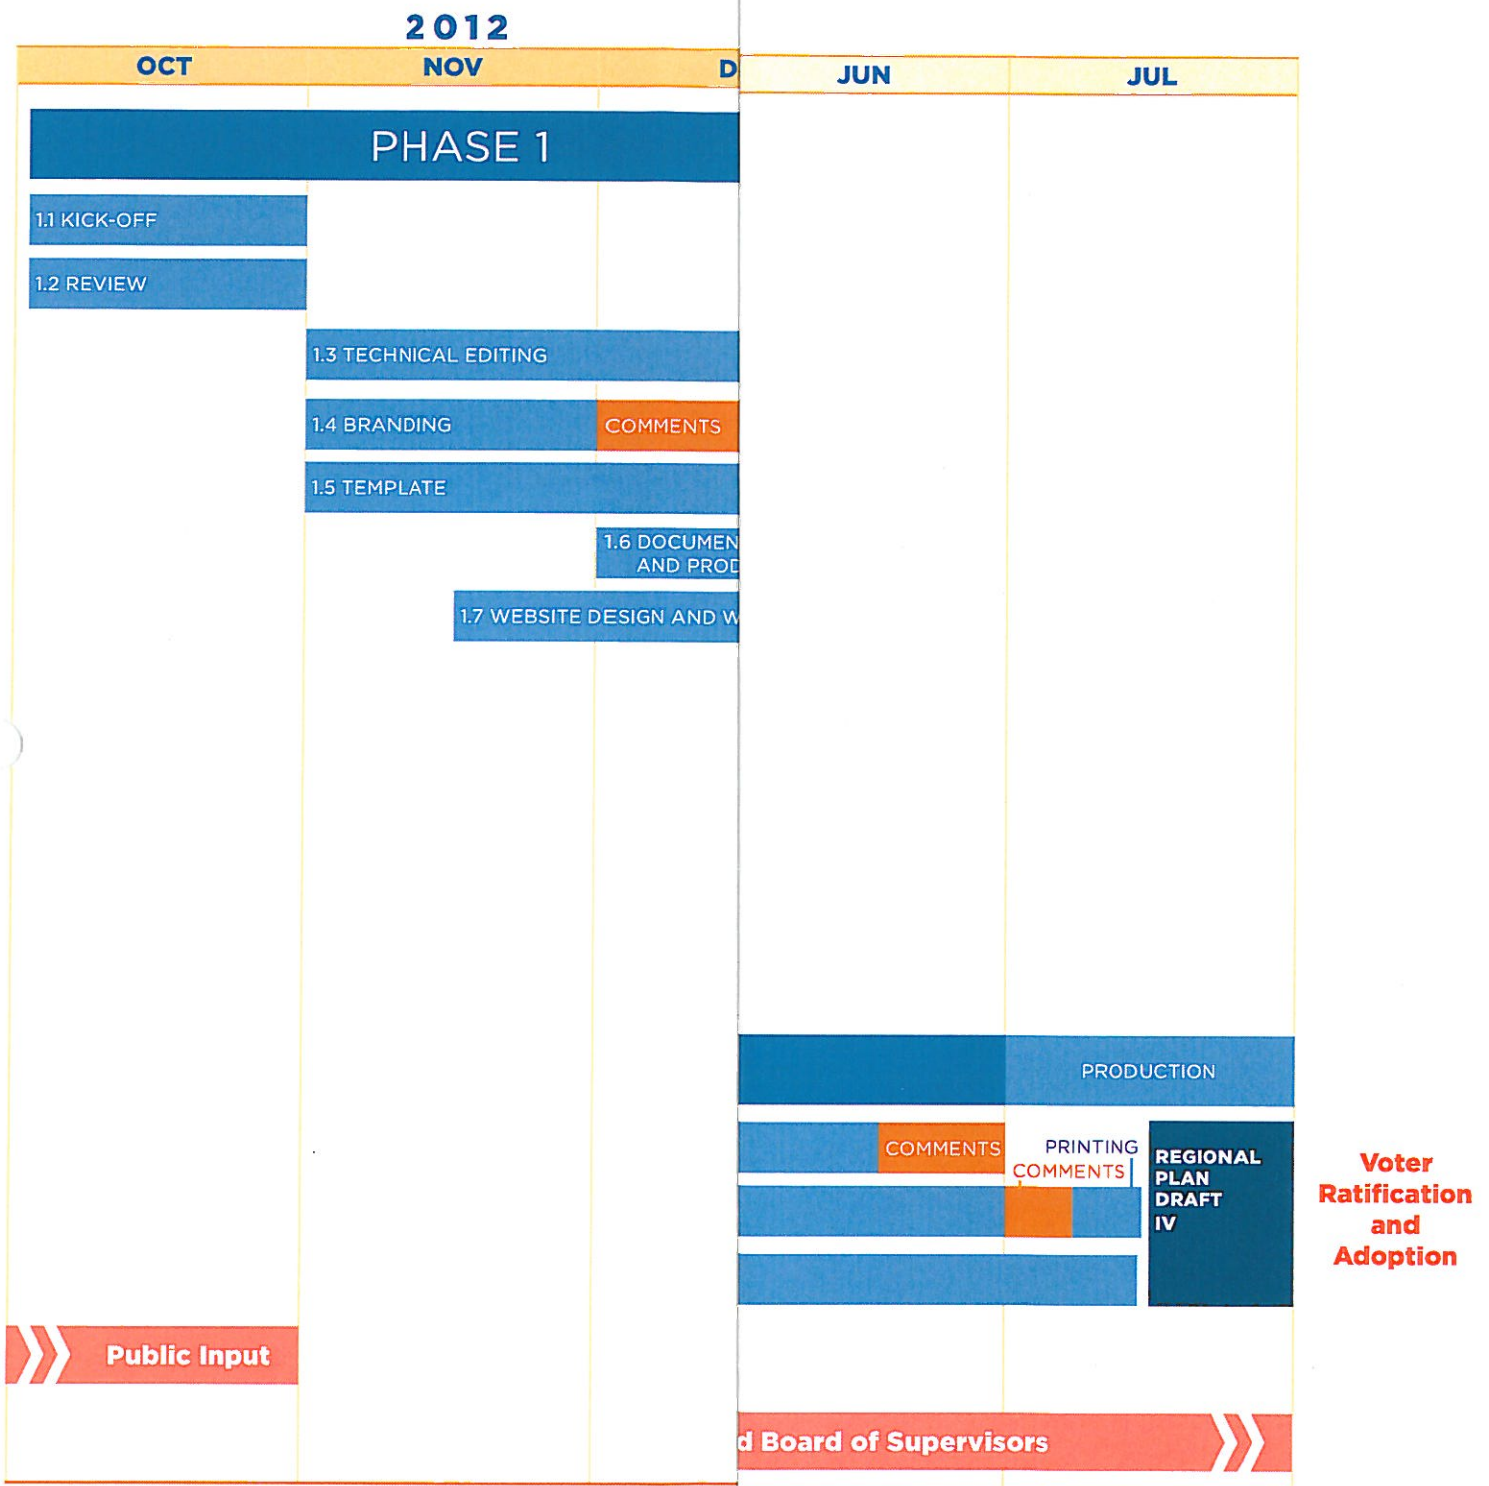 2012
OCT NOV D JUN JUL
PHASE 1
1.1 KICK-OFF
1.2 REVIEW
1.3 TECHNICAL EDITING
1.4 BRANDING COMMENTS
1.5 TEMPLATE
1.6 DOCUMEN
AND PROD
1.7 WEBSITE DESIGN AND W
PRODUCTION
COMMENTS
PRINTING
COMMENTS
REGIONAL
PLAN
DRAFT
IV
Voter
Ratification
and
Adoption
Public Input
d Board of Supervisors